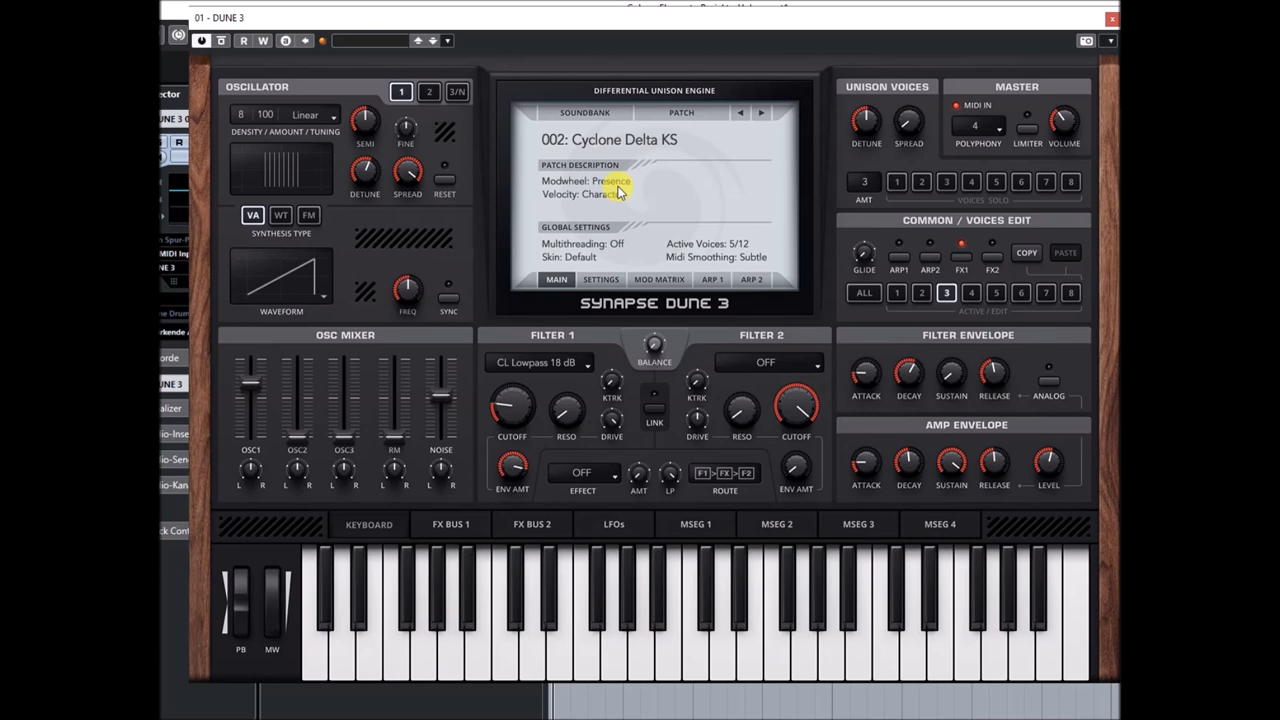 01 - DUNE 3
R W
OSCILLATOR
1 2 3/N
8 100 Linear
DENSITY / AMOUNT / TUNING
SEMI FINE
DETUNE SPREAD RESET
VA WT FM
SYNTHESIS TYPE
WAVEFORM
FREQ SYNC
DIFFERENTIAL UNISON ENGINE
SOUNDBANK PATCH
002: Cyclone Delta KS
PATCH DESCRIPTION
Modwheel: Presence
Velocity: Character
GLOBAL SETTINGS
Multithreading: Off Active Voices: 5/12
Skin: Default Midi Smoothing: Subtle
MAIN SETTINGS MOD MATRIX ARP 1 ARP 2
SYNAPSE DUNE 3
UNISON VOICES MASTER
MIDI IN
4
DETUNE SPREAD POLYPHONY LIMITER VOLUME
3 1 2 3 4 5 6 7 8
AMT VOICES SOLO
COMMON / VOICES EDIT
GLIDE ARP1 ARP2 FX1 FX2 COPY PASTE
ALL 1 2 3 4 5 6 7 8
ACTIVE / EDIT
OSC MIXER
OSC1 OSC2 OSC3 RM NOISE
L R L R L R L R L R
FILTER 1 FILTER 2
BALANCE
CL Lowpass 18 dB OFF
KTRK KTRK
LINK
CUTOFF RESO DRIVE DRIVE RESO CUTOFF
OFF F1>FX>F2
ENV AMT EFFECT AMT LP ROUTE ENV AMT
FILTER ENVELOPE
ATTACK DECAY SUSTAIN RELEASE ANALOG
AMP ENVELOPE
ATTACK DECAY SUSTAIN RELEASE LEVEL
KEYBOARD FX BUS 1 FX BUS 2 LFOs MSEG 1 MSEG 2 MSEG 3 MSEG 4
PB MW